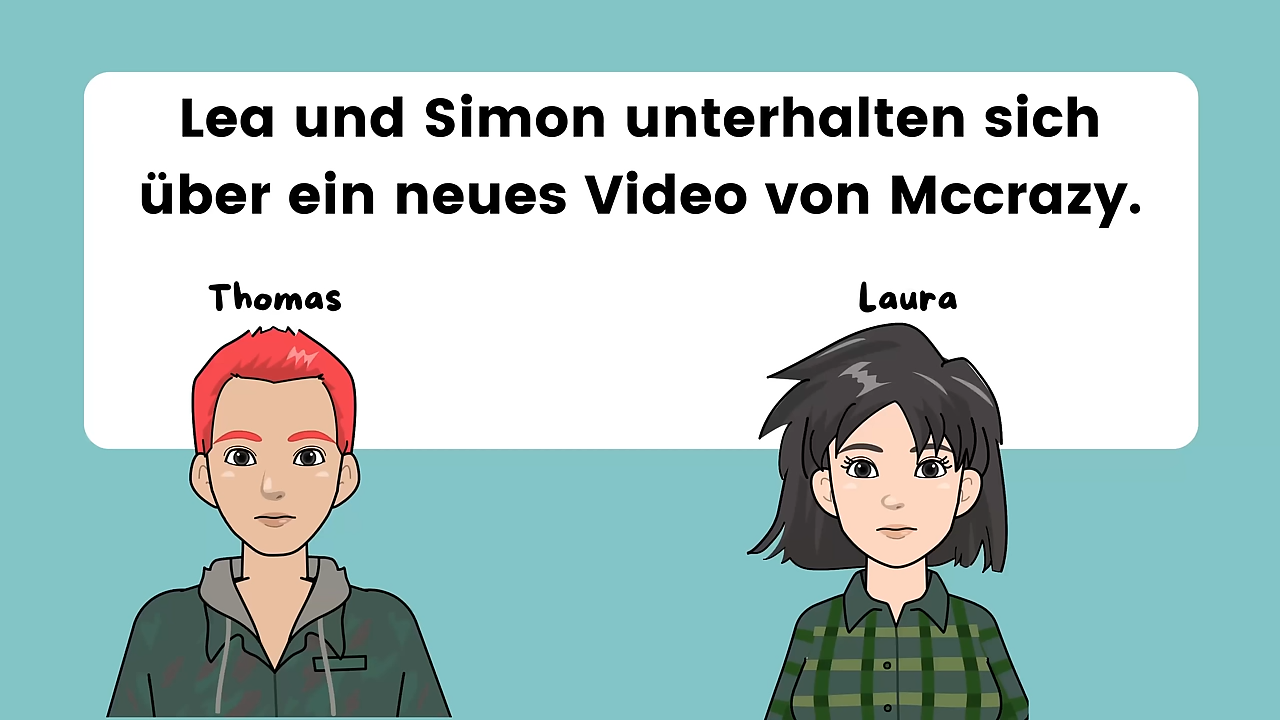 Lea und Simon unterhalten sich
über ein neues Video von Mccrazy.
Thomas
Laura